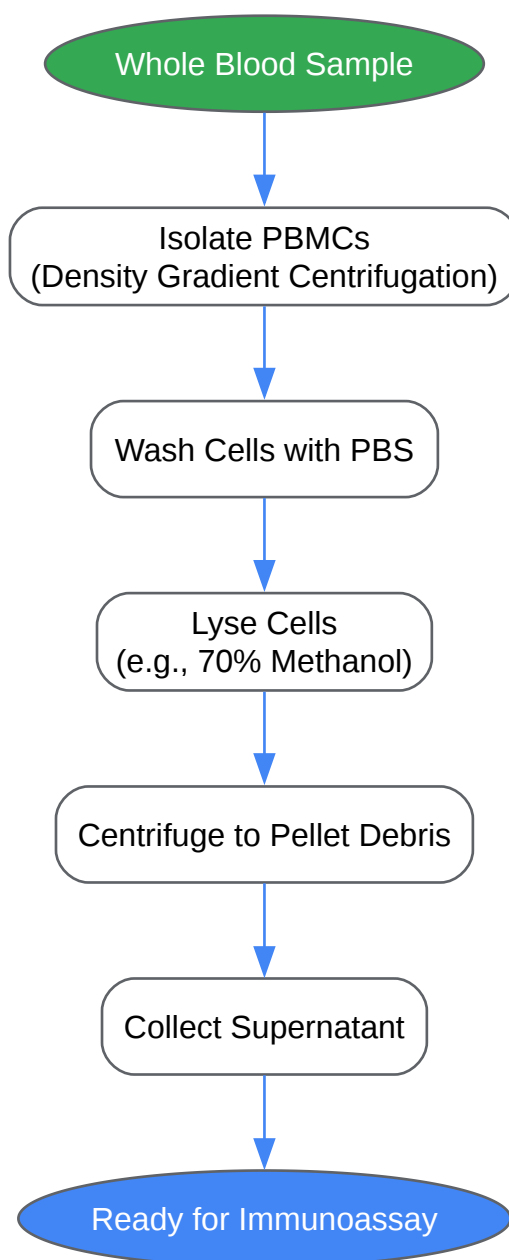 Whole Blood Sample
Isolate PBMCs
(Density Gradient Centrifugation)
Wash Cells with PBS
Lyse Cells
(e.g., 70% Methanol)
Centrifuge to Pellet Debris
Collect Supernatant
Ready for Immunoassay